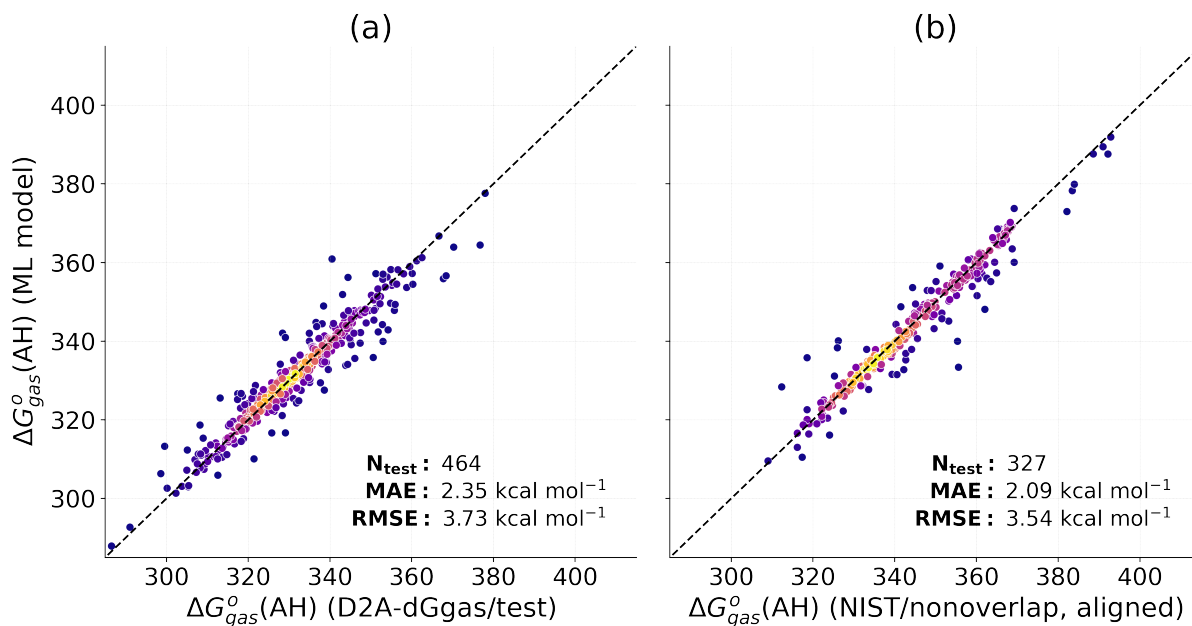 (a)
(b)
ΔG°gas(AH) (ML model)
400
380
360
340
320
300
N_test: 464
MAE: 2.35 kcal mol⁻¹
RMSE: 3.73 kcal mol⁻¹
N_test: 327
MAE: 2.09 kcal mol⁻¹
RMSE: 3.54 kcal mol⁻¹
300 320 340 360 380 400
300 320 340 360 380 400
ΔG°gas(AH) (D2A-dGgas/test)
ΔG°gas(AH) (NIST/nonoverlap, aligned)